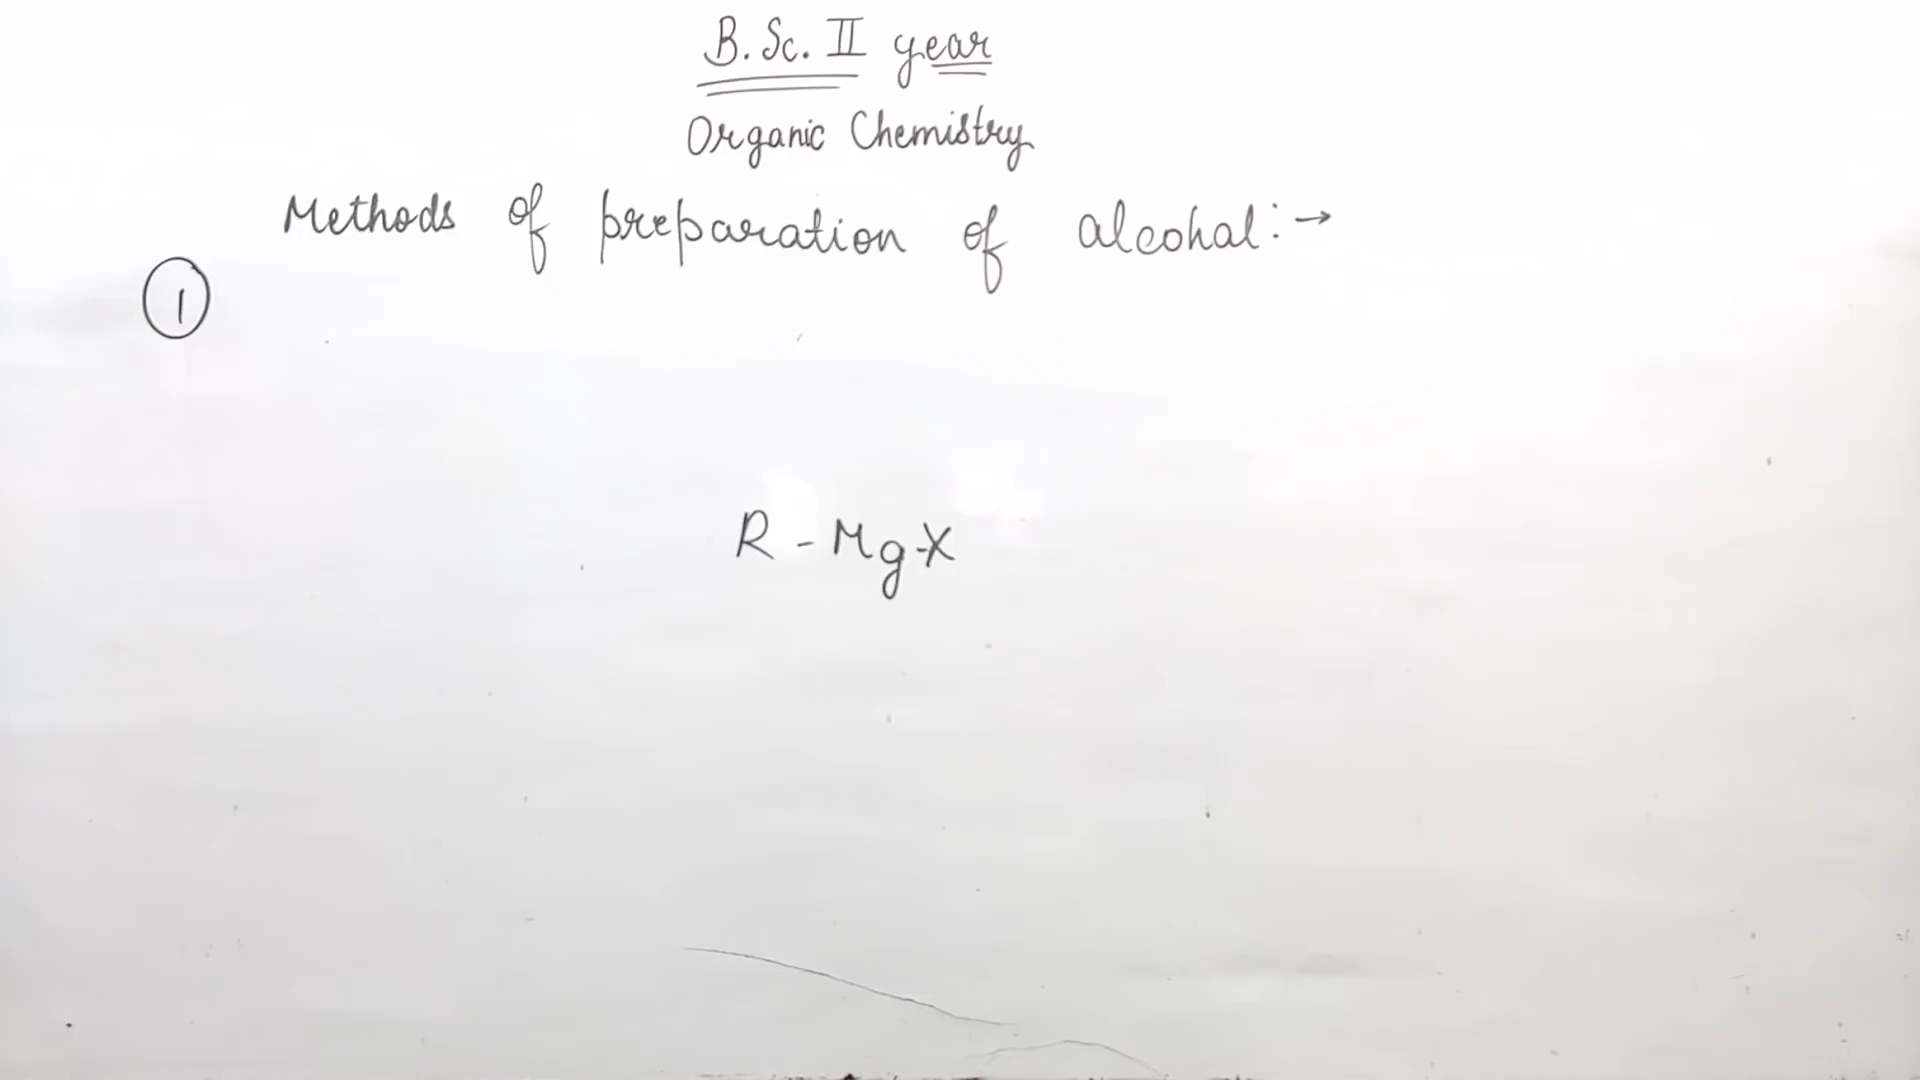 B.Sc. II year
Organic Chemistry
Methods of preparation of alcohal:→
1
R-Mg-X